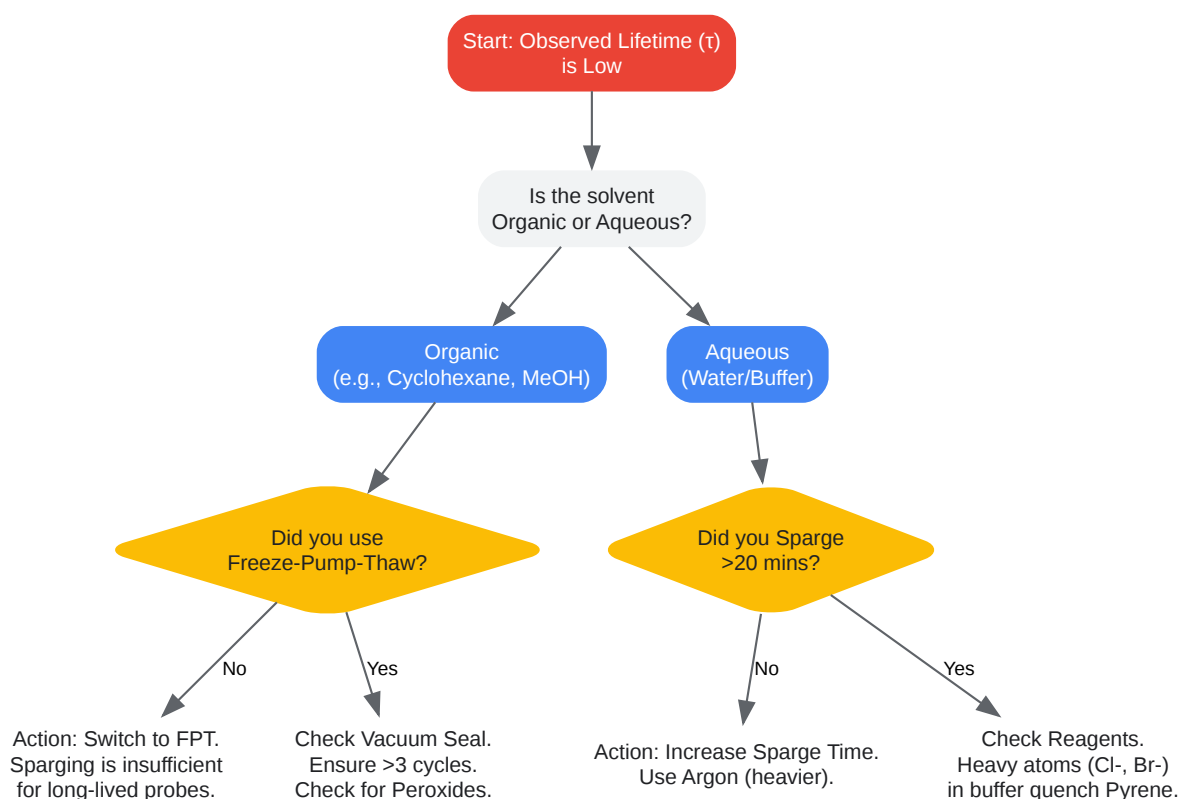 Start: Observed Lifetime (τ)
is Low
Is the solvent
Organic or Aqueous?
Organic
(e.g., Cyclohexane, MeOH)
Aqueous
(Water/Buffer)
Did you use
Freeze-Pump-Thaw?
Did you Sparge
>20 mins?
No
Yes
No
Yes
Action: Switch to FPT.
Sparging is insufficient
for long-lived probes.
Check Vacuum Seal.
Ensure >3 cycles.
Check for Peroxides.
Action: Increase Sparge Time.
Use Argon (heavier).
Check Reagents.
Heavy atoms (Cl-, Br-)
in buffer quench Pyrene.